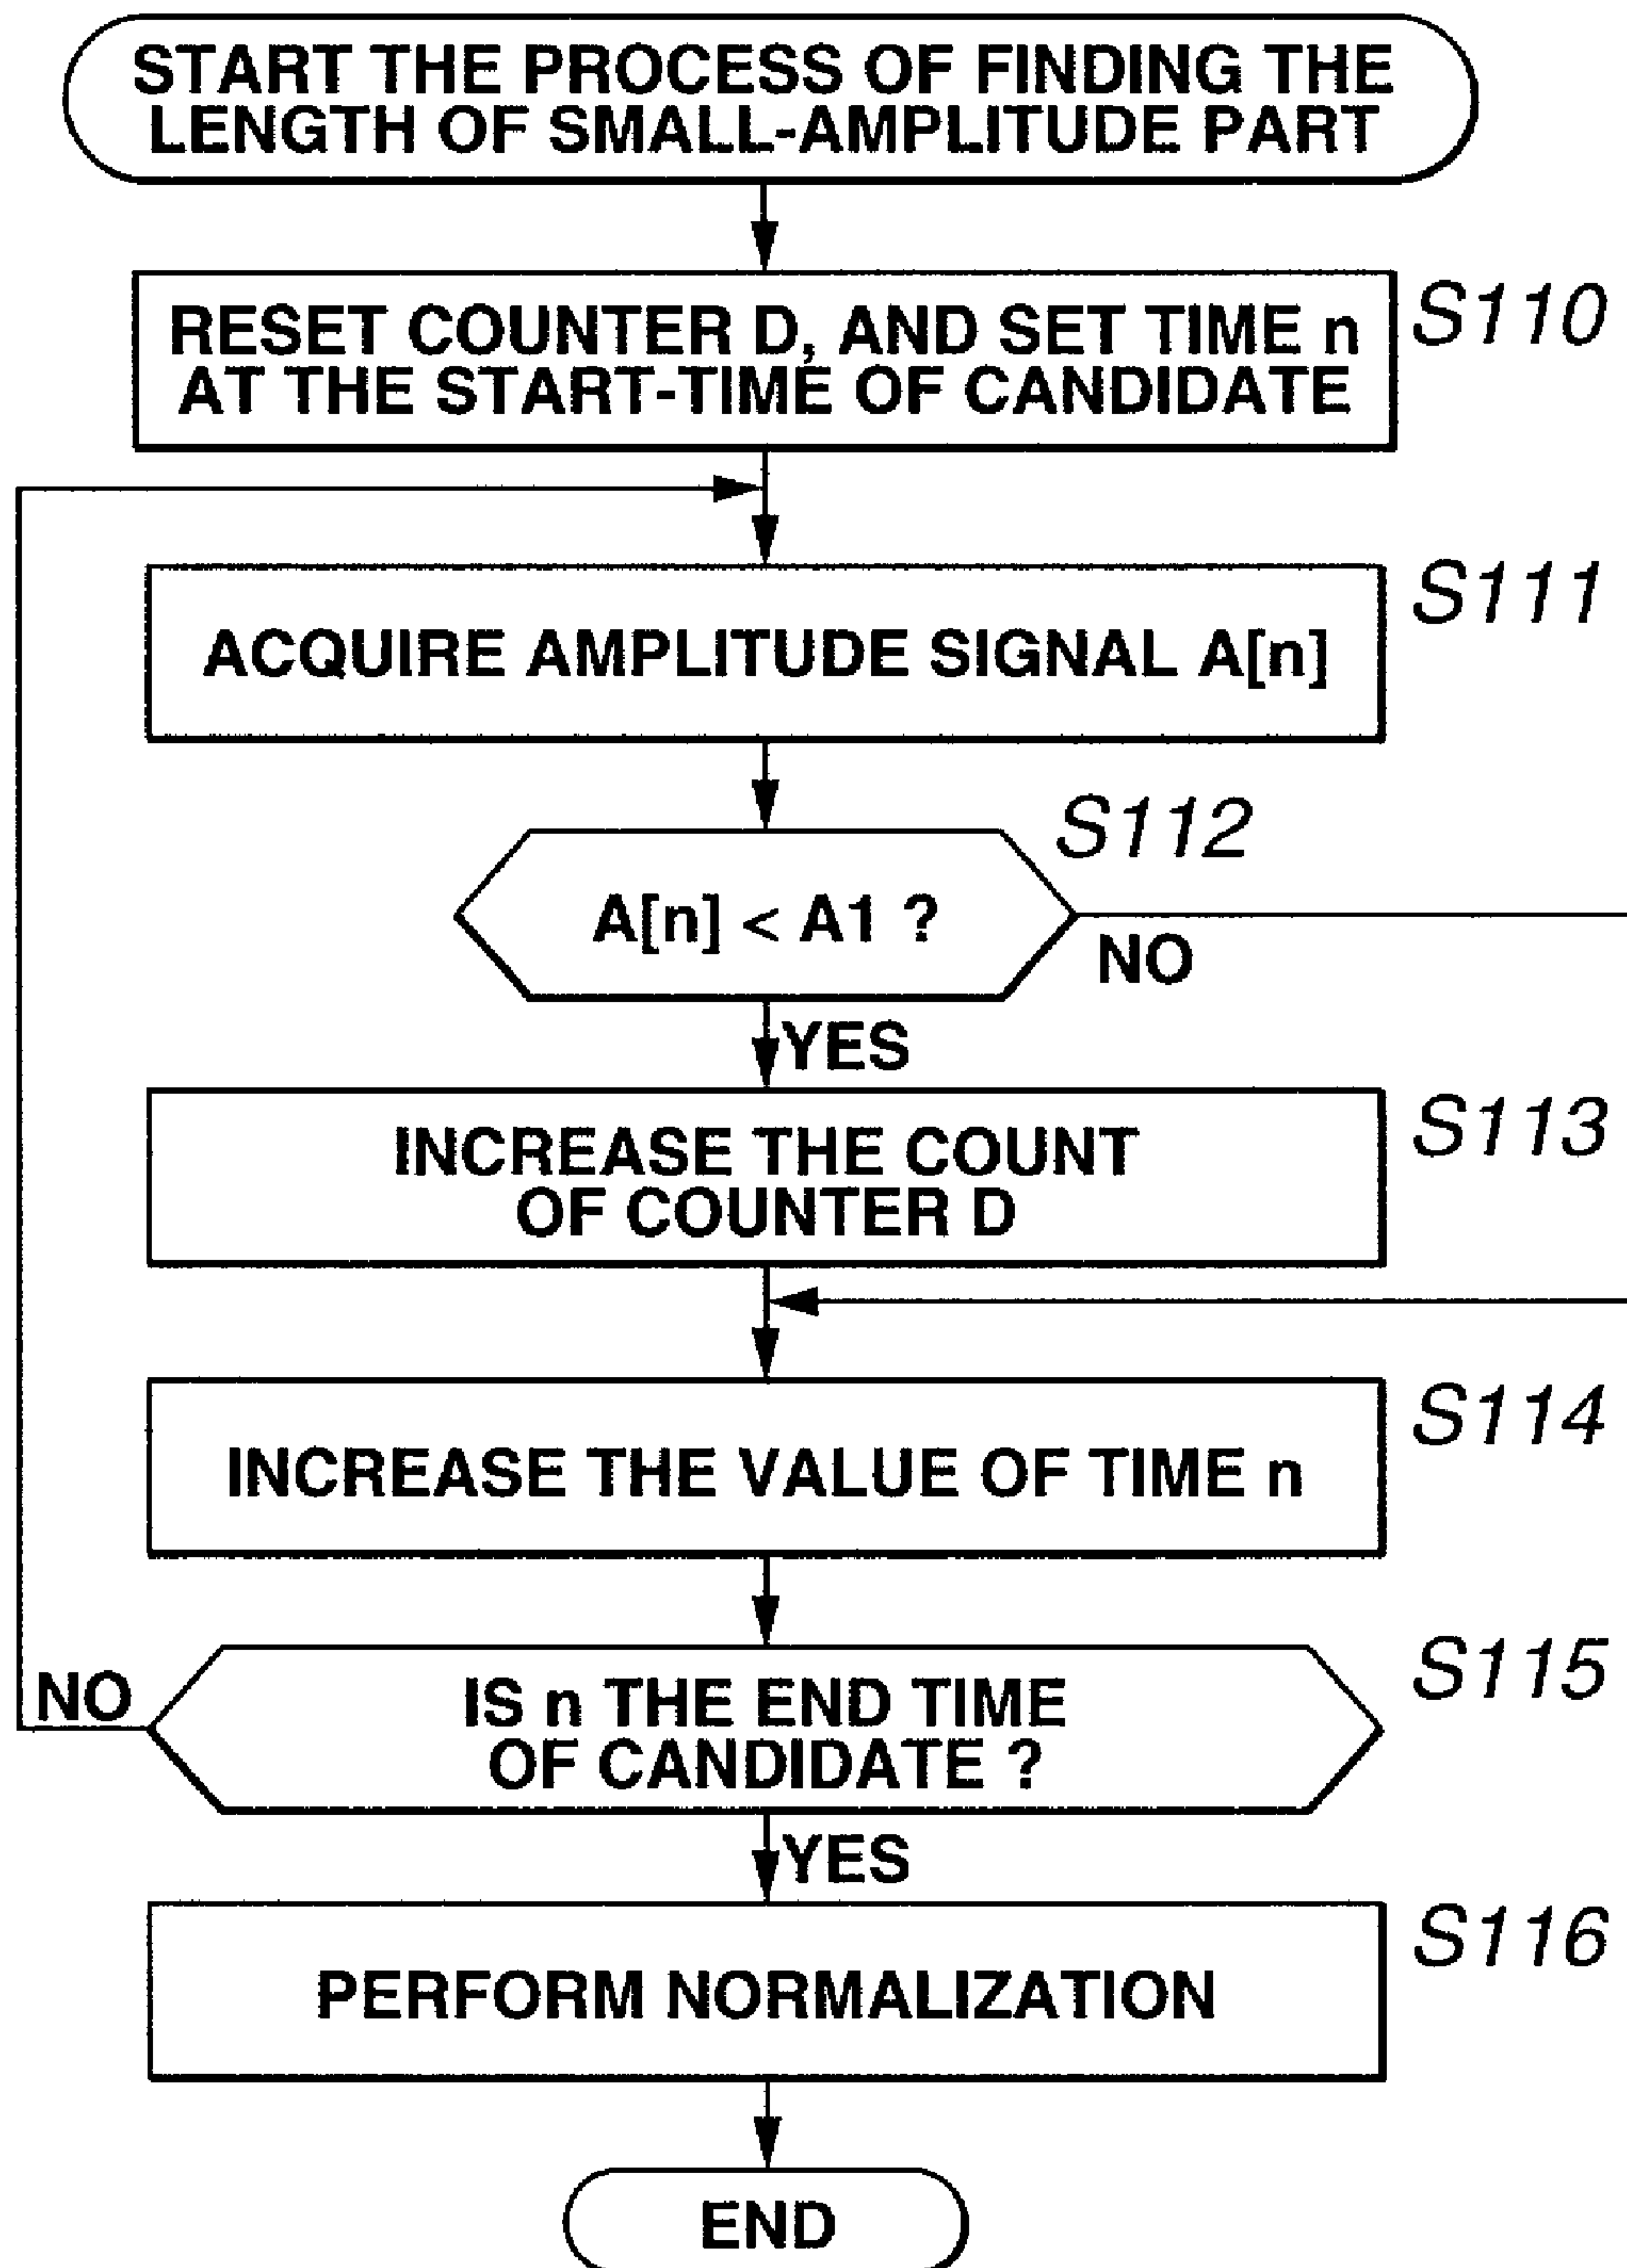 START THE PROCESS OF FINDING THE
LENGTH OF SMALL-AMPLITUDE PART
RESET COUNTER D, AND SET TIME n
AT THE START-TIME OF CANDIDATE
S110
ACQUIRE AMPLITUDE SIGNAL A[n]
S111
S112
A[n] < A1 ?
NO
YES
INCREASE THE COUNT
OF COUNTER D
S113
INCREASE THE VALUE OF TIME n
S114
IS n THE END TIME
OF CANDIDATE ?
S115
NO
YES
PERFORM NORMALIZATION
S116
END